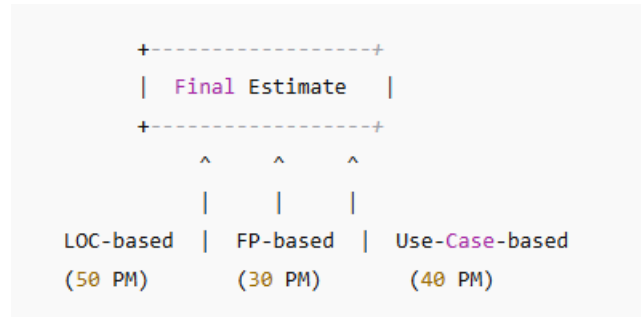 +------------------+
|  Final Estimate   |
+------------------+
^     ^     ^
|     |     |
LOC-based  |  FP-based  |  Use-Case-based
(50 PM)       (30 PM)       (40 PM)